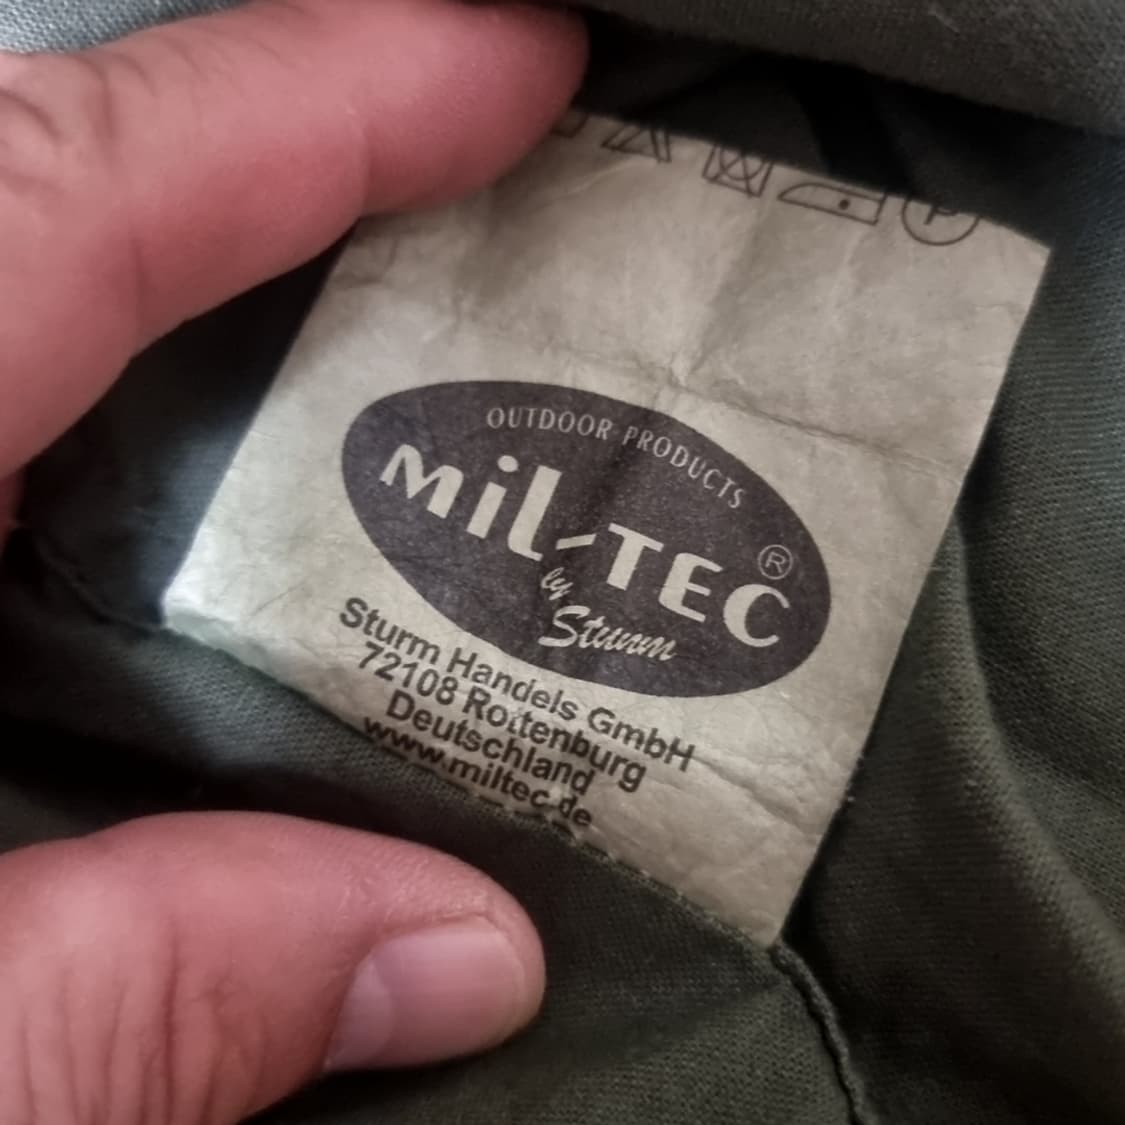 P
OUTDOOR PRODUCTS
MiL-TEC ®
by
Sturm
Sturm Handels GmbH
72108 Rottenburg
Deutschland
www.miltec.de